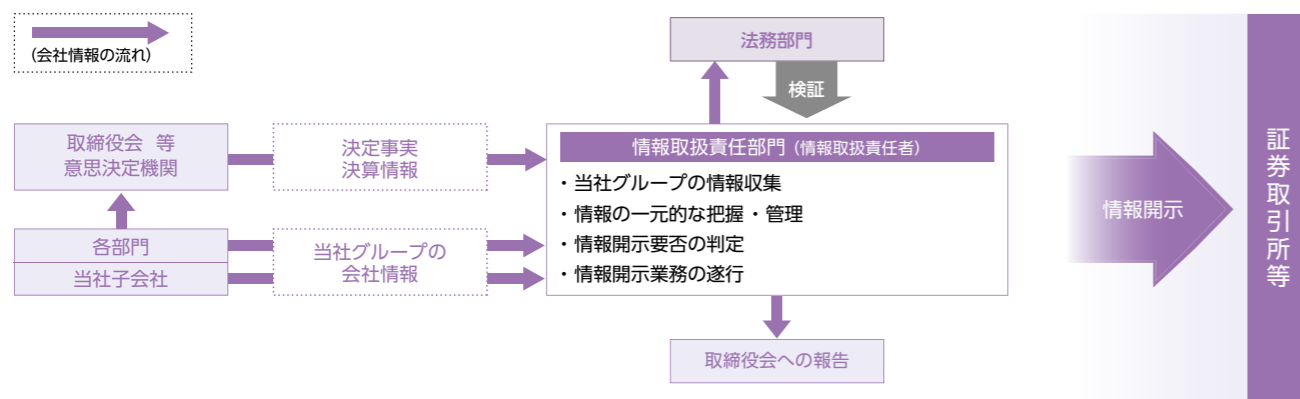 (会社情報の流れ)
法務部門
検証
取締役会 等
意思決定機関
決定事実
決算情報
情報取扱責任部門(情報取扱責任者)
・当社グループの情報収集
・情報の一元的な把握・管理
・情報開示要否の判定
・情報開示業務の遂行
各部門
当社子会社
当社グループの
会社情報
取締役会への報告
情報開示
証券取引所等